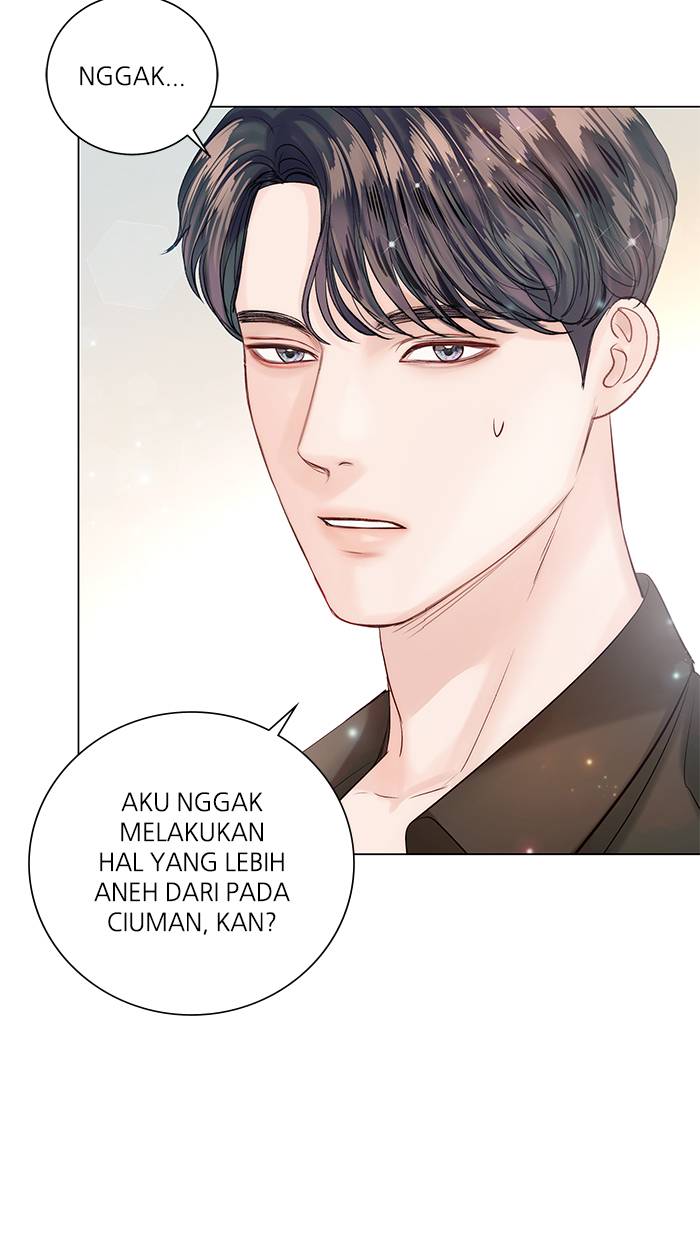 NGGAK...
AKU NGGAK
MELAKUKAN
HAL YANG LEBIH
ANEH DARI PADA
CIUMAN, KAN?